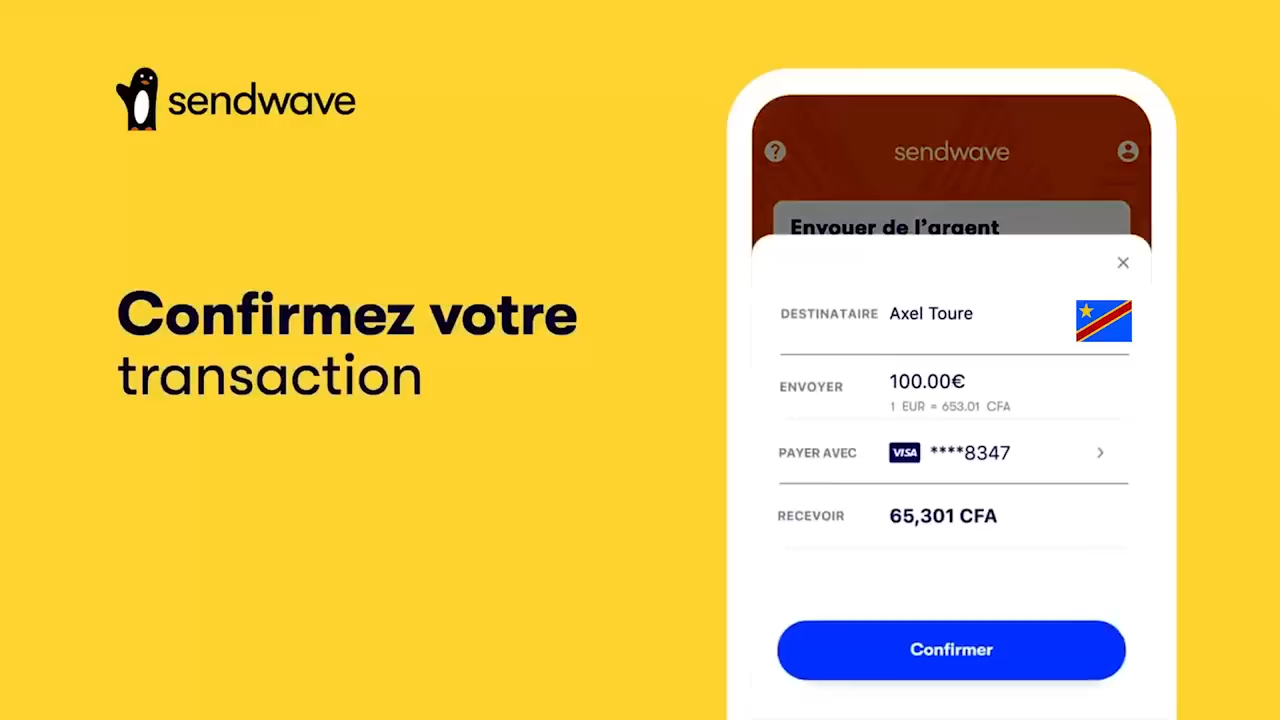 sendwave
Confirmez votre
transaction
sendwave
Envoyer de l'argent
DESTINATAIRE Axel Toure
ENVOYER 100.00€
1 EUR = 653.01 CFA
PAYER AVEC VISA ****8347
RECEVOIR 65,301 CFA
Confirmer